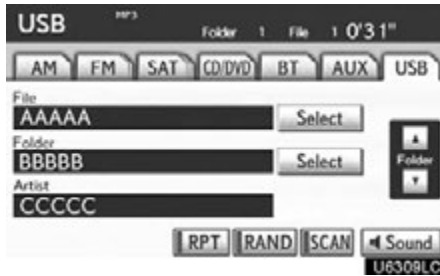 USB MP3 Folder 1 File 1 0'31"
AM FM SAT CD/DVD BT AUX USB
File
AAAAA Select
Folder
BBBBB Select
Folder
Artist
CCCCC
RPT RAND SCAN Sound
U6309LC